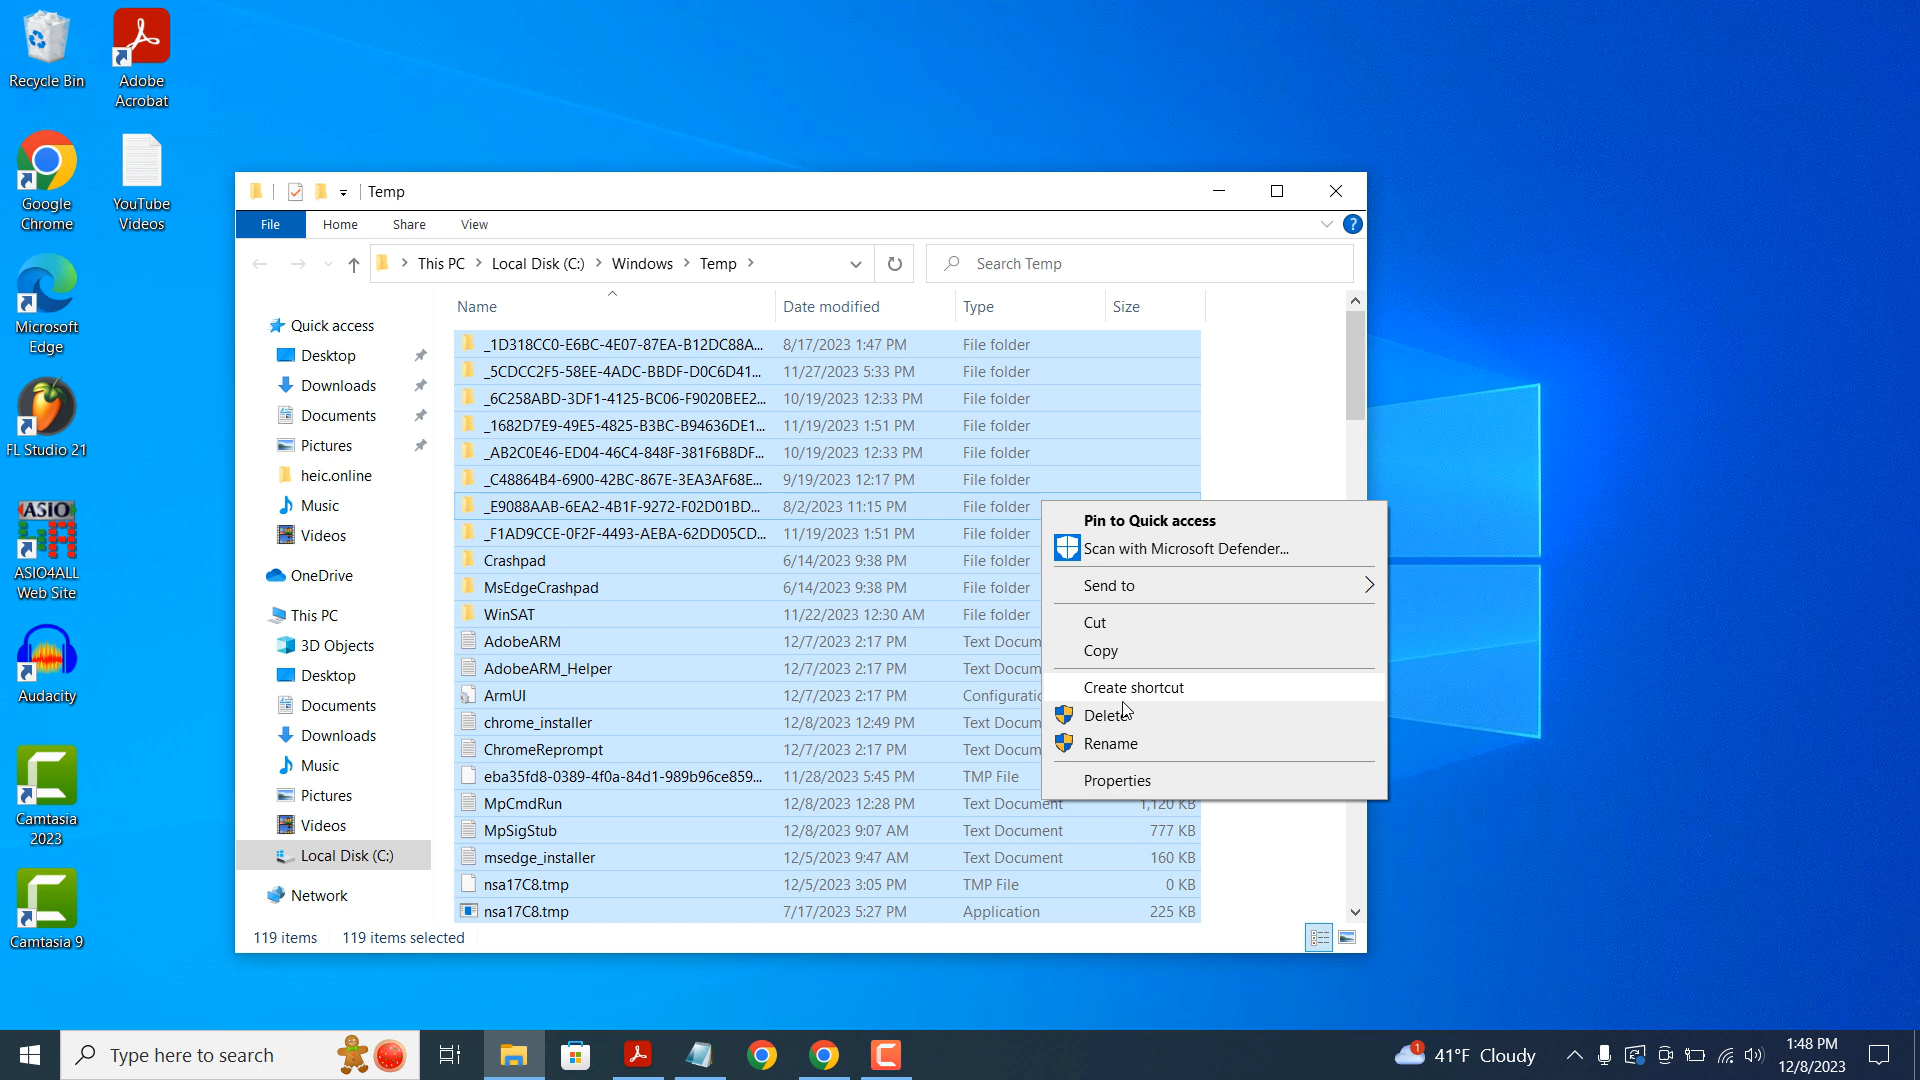 Recycle Bin
Adobe
Acrobat
Google
Chrome
YouTube
Videos
Microsoft
Edge
FL Studio 21
ASIO
ASIO4ALL
Web Site
Audacity
Camtasia
2023
Camtasia 9
Temp
File Home Share View
This PC > Local Disk (C:) > Windows > Temp >
Search Temp
Quick access
Desktop
Downloads
Documents
Pictures
heic.online
Music
Videos
OneDrive
This PC
3D Objects
Desktop
Documents
Downloads
Music
Pictures
Videos
Local Disk (C:)
Network
Name Date modified Type Size
_1D318CC0-E6BC-4E07-87EA-B12DC88A... 8/17/2023 1:47 PM File folder
_5CDCC2F5-58EE-4ADC-BBDF-D0C6D41... 11/27/2023 5:33 PM File folder
_6C258ABD-3DF1-4125-BC06-F9020BEE2... 10/19/2023 12:33 PM File folder
_1682D7E9-49E5-4825-B3BC-B94636DE1... 11/19/2023 1:51 PM File folder
_AB2C0E46-ED04-46C4-848F-381F6B8DF... 10/19/2023 12:33 PM File folder
_C48864B4-6900-42BC-867E-3EA3AF68E... 9/19/2023 12:17 PM File folder
_E9088AAB-6EA2-4B1F-9272-F02D01BD... 8/2/2023 11:15 PM File folder
_F1AD9CCE-0F2F-4493-AEBA-62DD05CD... 11/19/2023 1:51 PM File folder
Crashpad 6/14/2023 9:38 PM File folder
MsEdgeCrashpad 6/14/2023 9:38 PM File folder
WinSAT 11/22/2023 12:30 AM File folder
AdobeARM 12/7/2023 2:17 PM Text Docum
AdobeARM_Helper 12/7/2023 2:17 PM Text Docum
ArmUI 12/7/2023 2:17 PM Configuratio
chrome_installer 12/8/2023 12:49 PM Text Docum
ChromeReprompt 12/7/2023 2:17 PM Text Docum
eba35fd8-0389-4f0a-84d1-989b96ce859... 11/28/2023 5:45 PM TMP File
MpCmdRun 12/8/2023 12:28 PM Text Document 1,120 KB
MpSigStub 12/8/2023 9:07 AM Text Document 777 KB
msedge_installer 12/5/2023 9:47 AM Text Document 160 KB
nsa17C8.tmp 12/5/2023 3:05 PM TMP File 0 KB
nsa17C8.tmp 7/17/2023 5:27 PM Application 225 KB
119 items 119 items selected
Pin to Quick access
Scan with Microsoft Defender...
Send to
Cut
Copy
Create shortcut
Delete
Rename
Properties
Type here to search
1
41°F Cloudy
1:48 PM
12/8/2023